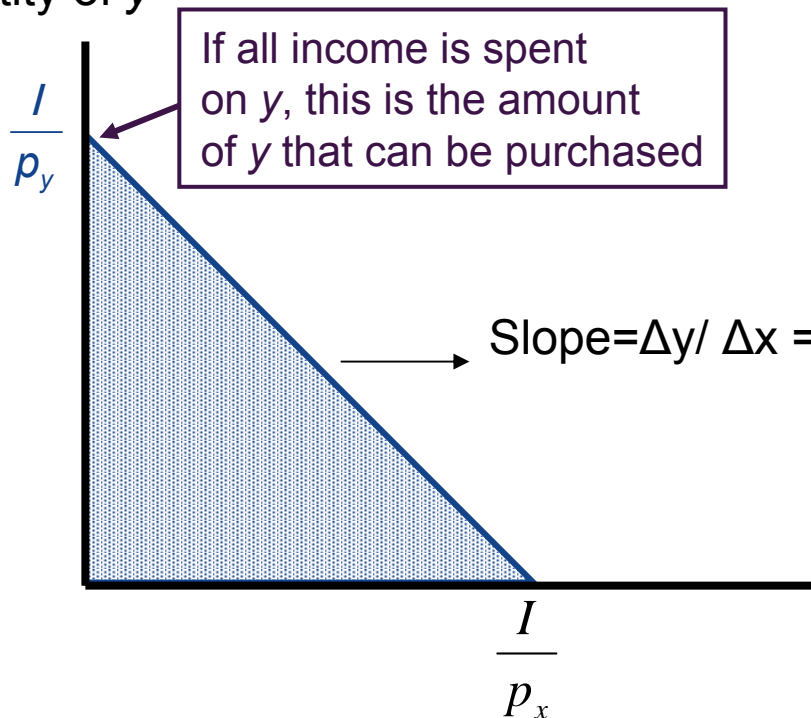 of y
If all income is spent
on y, this is the amount
of y that can be purchased
I
p_y
Slope=Δy/ Δx =
I
p_x